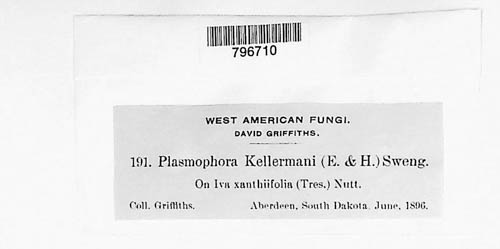 796710
WEST AMERICAN FUNGI.
DAVID GRIFFITHS.
191. Plasmophora Kellermani (E. & H.) Sweng.
On Iva xanthiifolia (Tres.) Nutt.
Coll. Griffiths. Aberdeen, South Dakota. June, 1896.